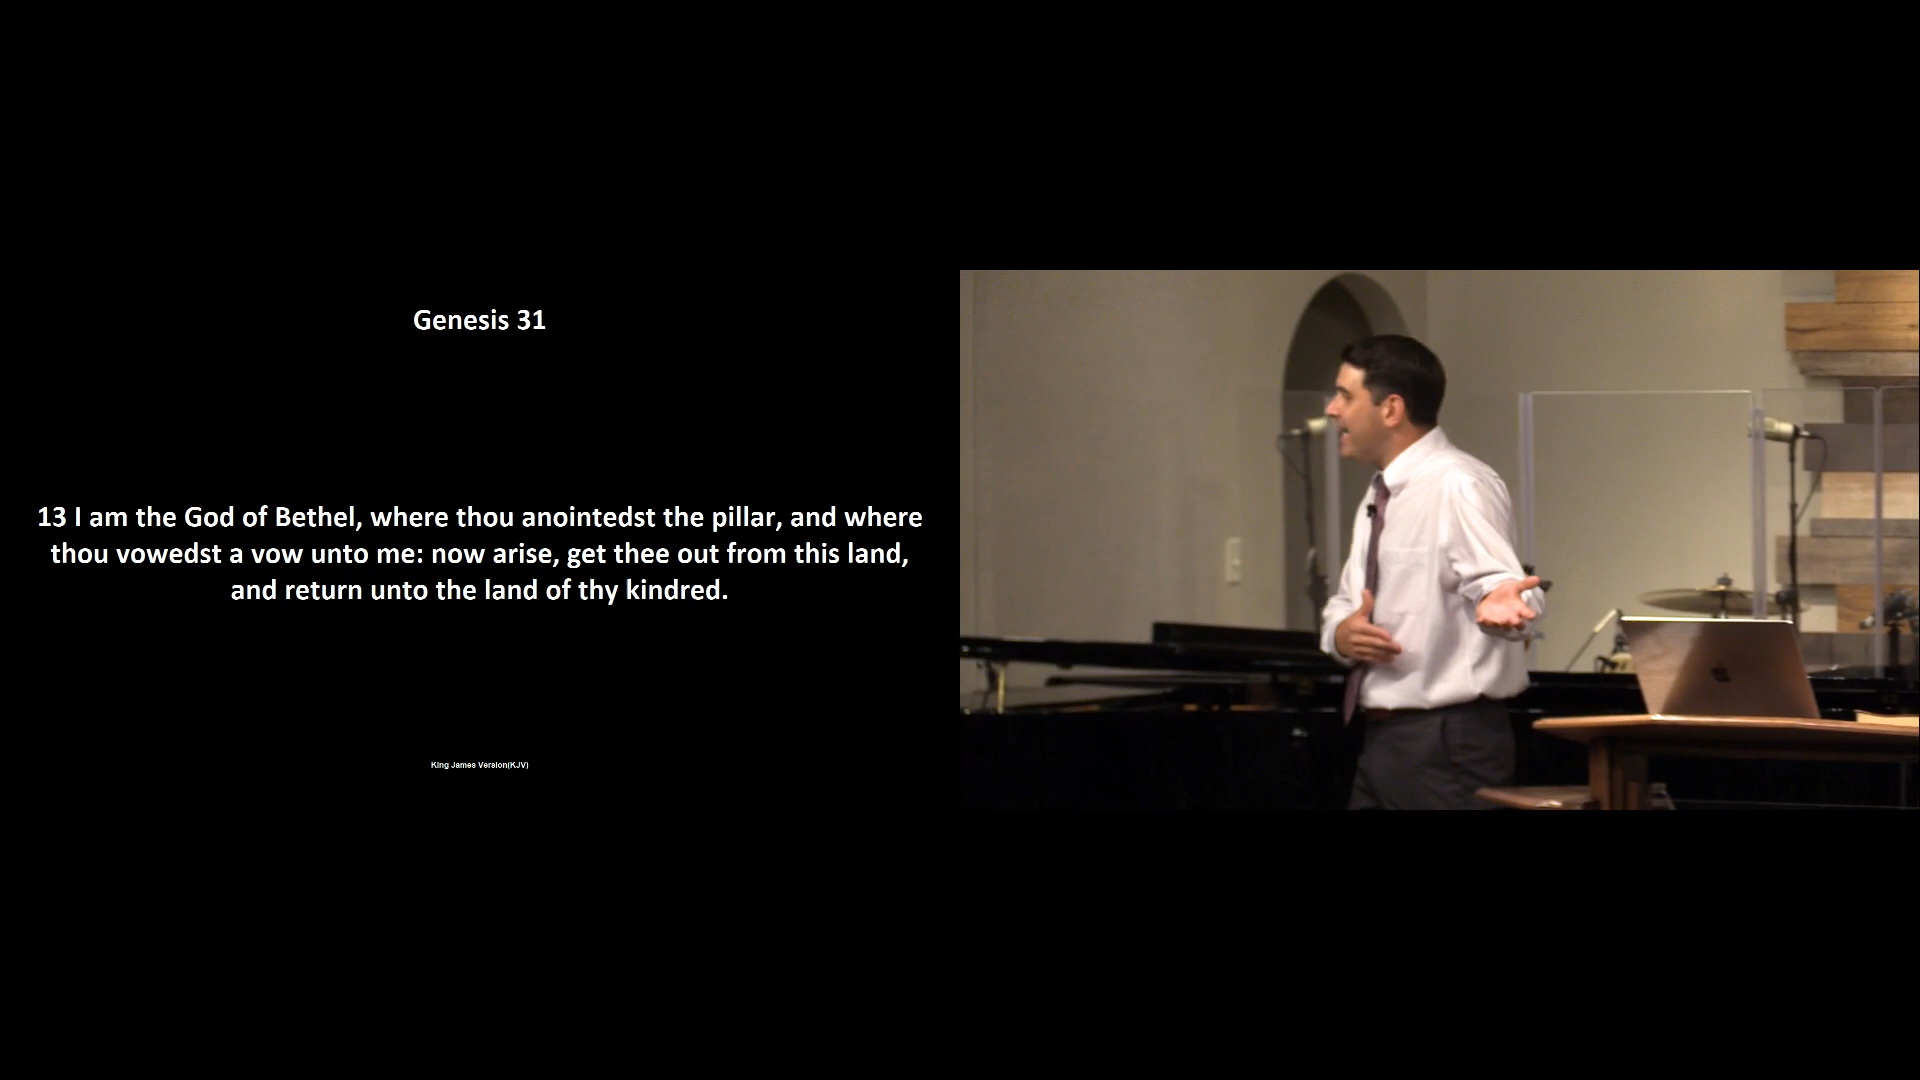 Genesis 31
13 I am the God of Bethel, where thou anointedst the pillar, and where
thou vowedst a vow unto me: now arise, get thee out from this land,
and return unto the land of thy kindred.
King James Version(KJV)